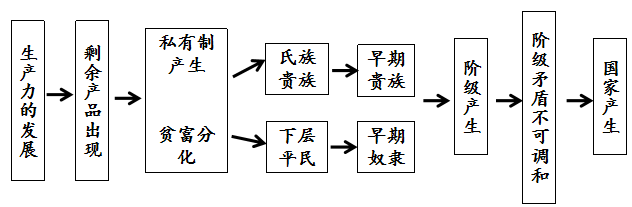 生产力的发展
剩余产品出现
私有制
产生
贫富分
化
氏族
贵族
早期
贵族
下层
平民
早期
奴隶
阶级产生
阶级矛盾不可调和
国家产生